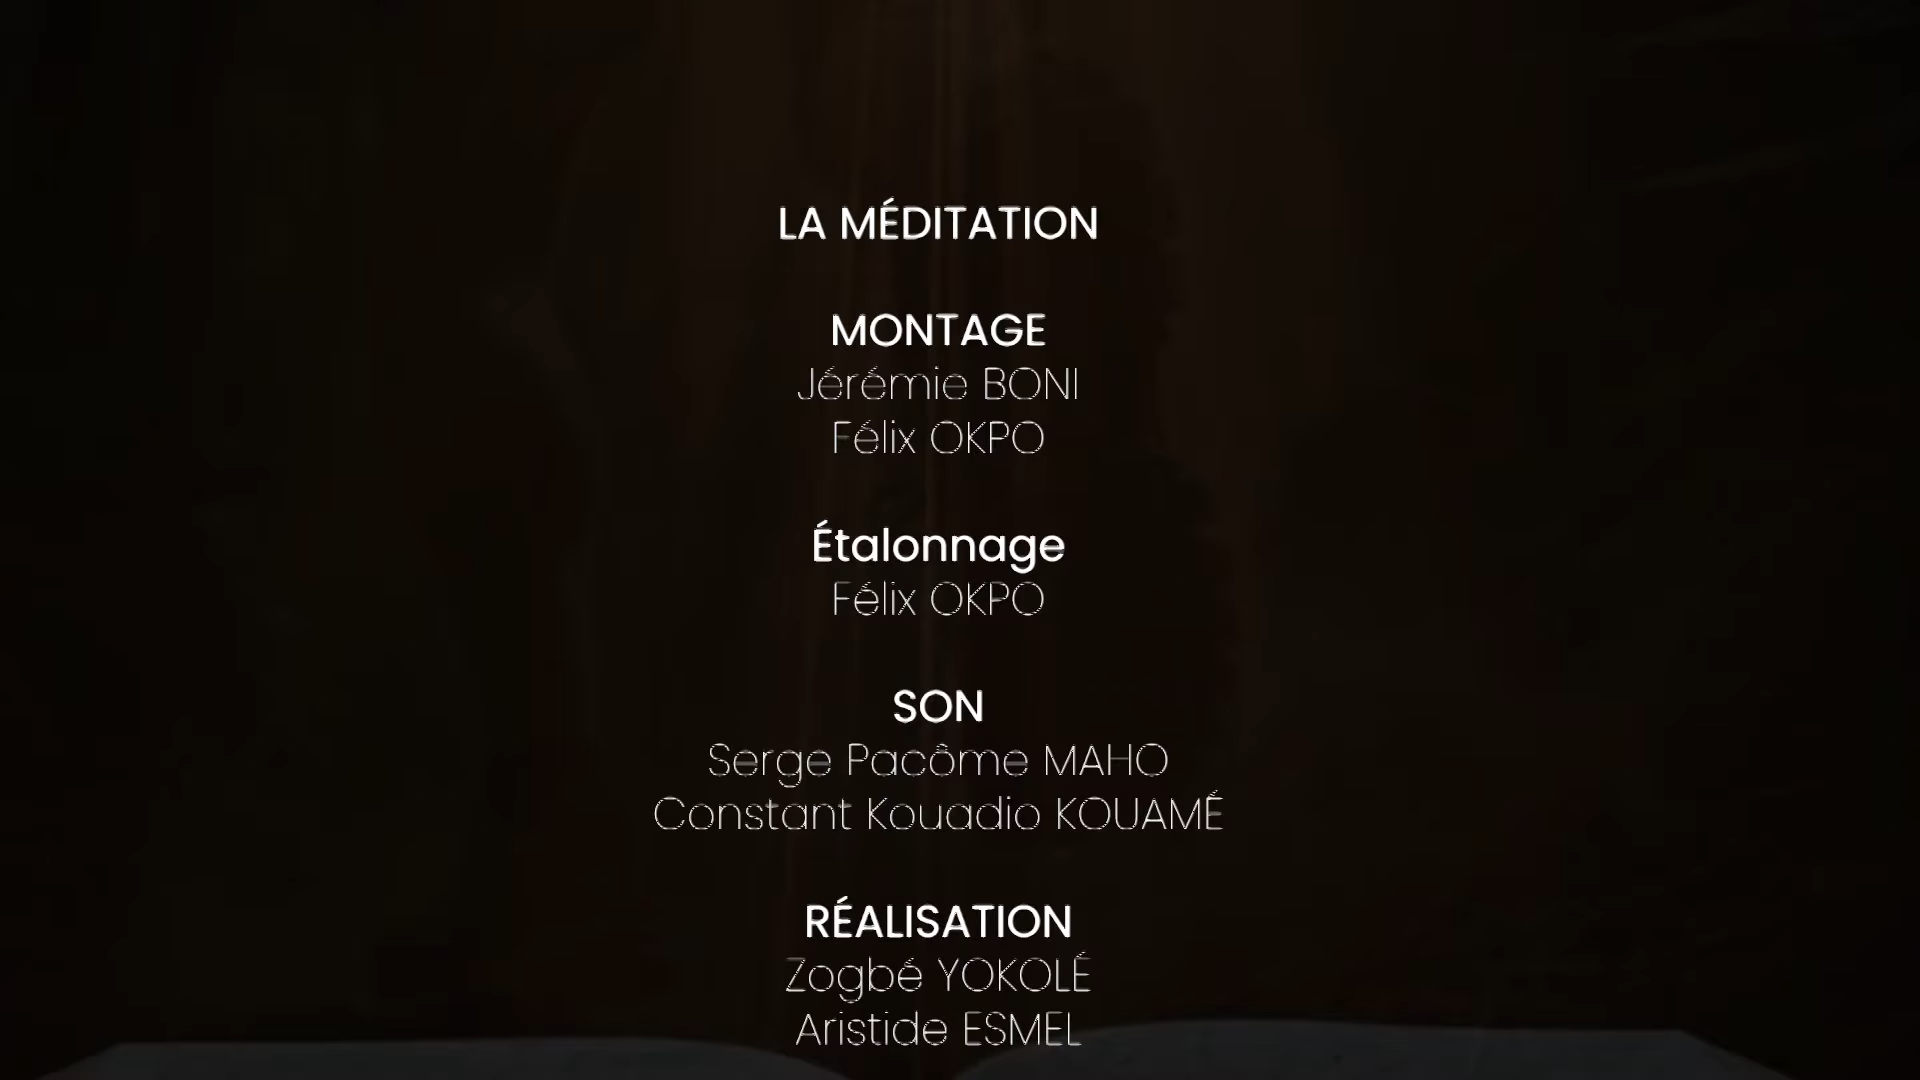 LA MÉDITATION
MONTAGE
Jérémie BONI
Félix OKPO
Étalonnage
Félix OKPO
SON
Serge Pacôme MAHO
Constant Kouadio KOUAMÉ
RÉALISATION
Zogbé YOKOLÉ
Aristide ESMEL